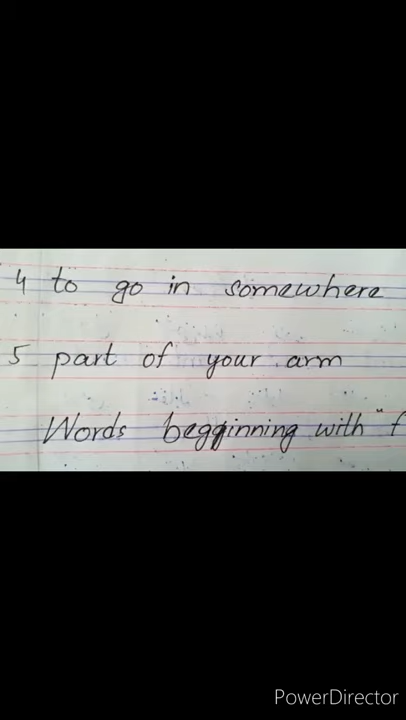 4 to go in somewhere
5 part of your arm
Words begginning with "f
PowerDirector